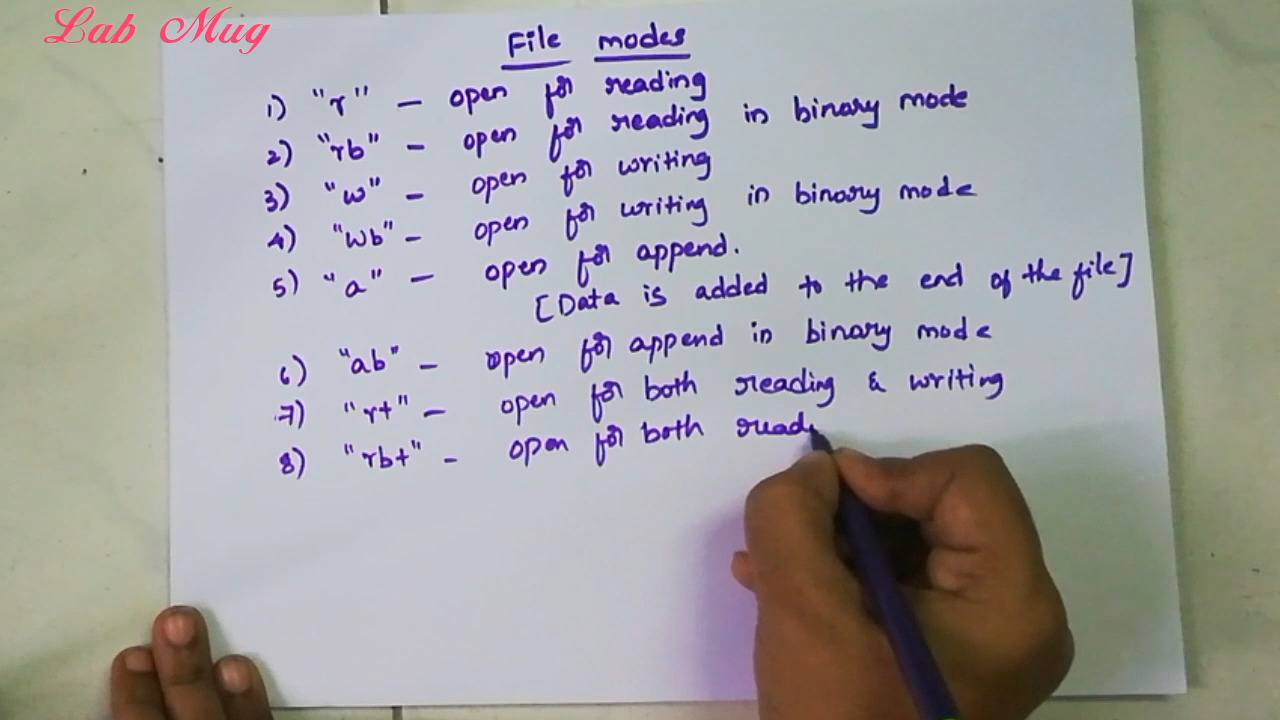 Lab Mug
File modes
1) "r" - open for reading
2) "rb" - open for reading in binary mode
3) "w" - open for writing
4) "wb" - open for writing in binary mode
5) "a" - open for append.
[Data is added to the end of the file]
6) "ab" - open for append in binary mode
7) "r+" - open for both reading & writing
8) "rb+" - open for both read